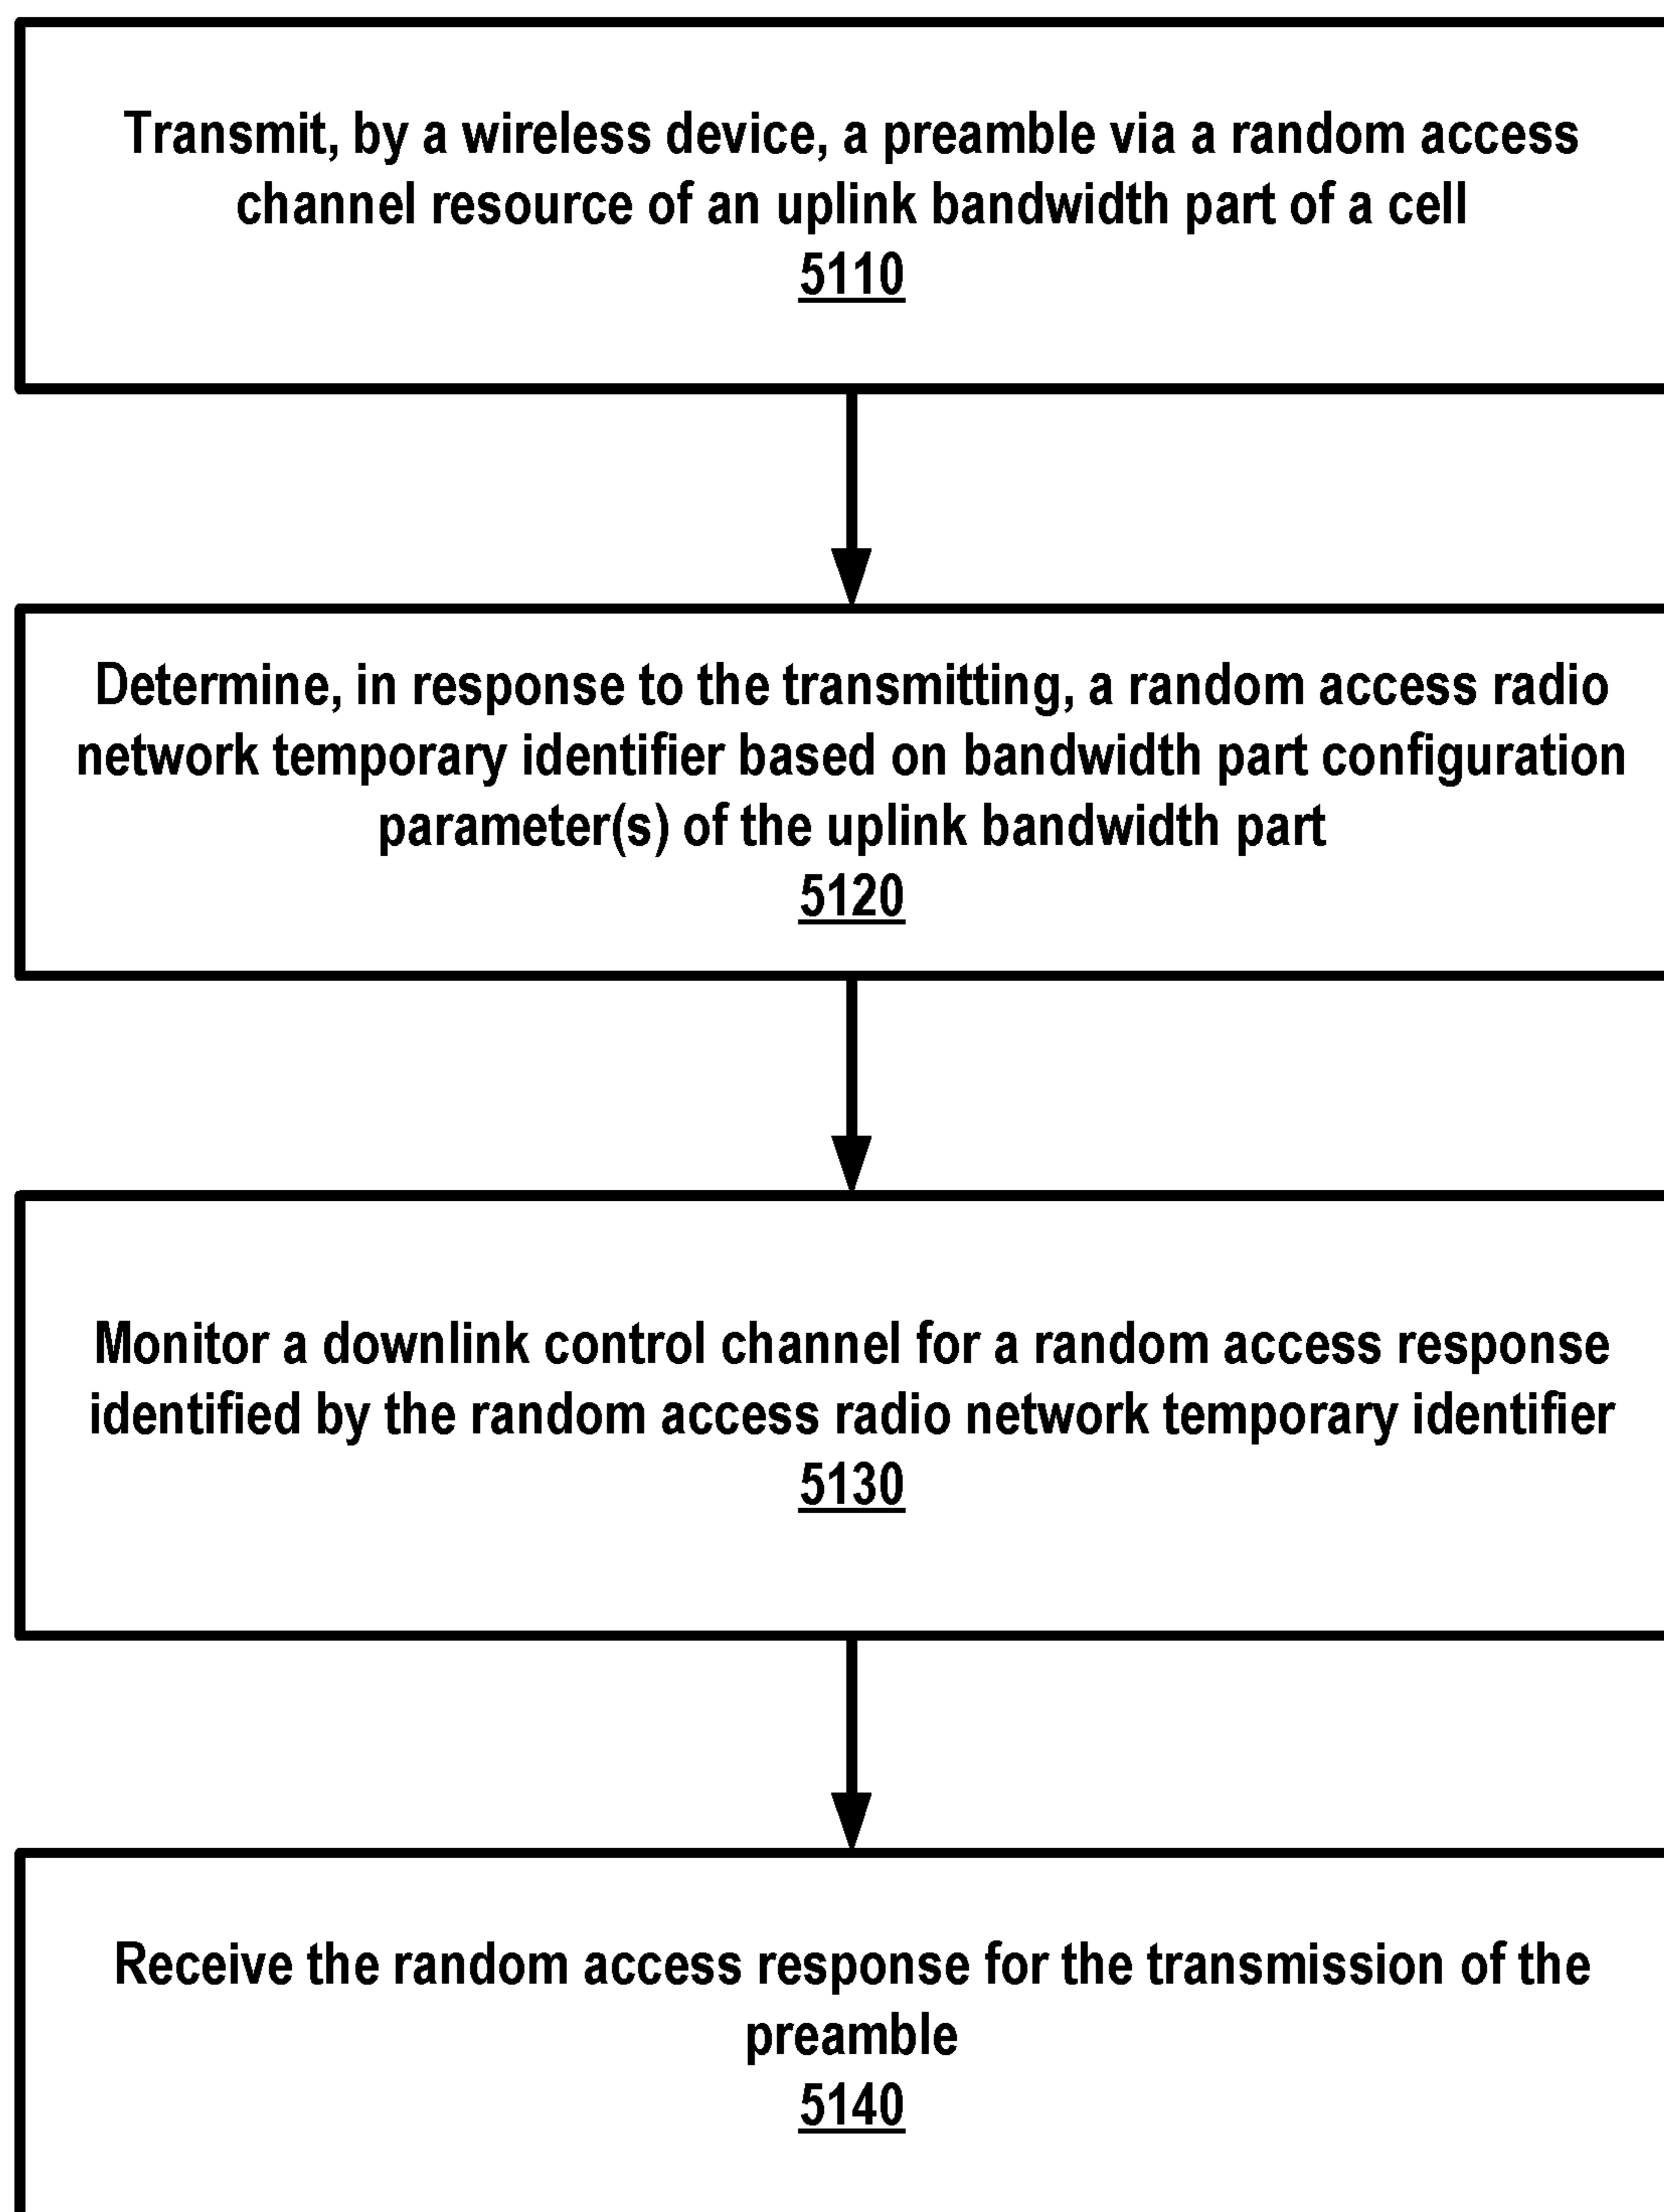 Transmit, by a wireless device, a preamble via a random access
channel resource of an uplink bandwidth part of a cell
5110
Determine, in response to the transmitting, a random access radio
network temporary identifier based on bandwidth part configuration
parameter(s) of the uplink bandwidth part
5120
Monitor a downlink control channel for a random access response
identified by the random access radio network temporary identifier
5130
Receive the random access response for the transmission of the
preamble
5140